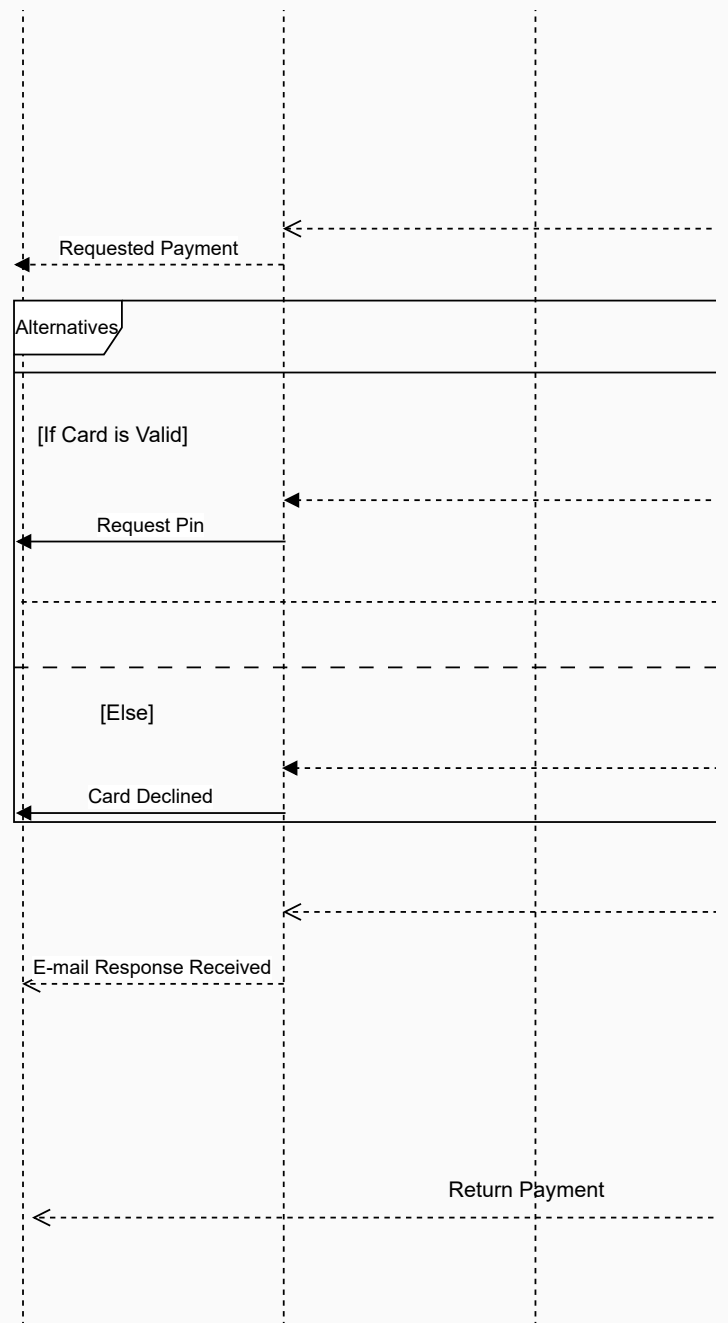 Requested Payment
Alternatives
[If Card is Valid]
Request Pin
[Else]
Card Declined
E-mail Response Received
Return Payment